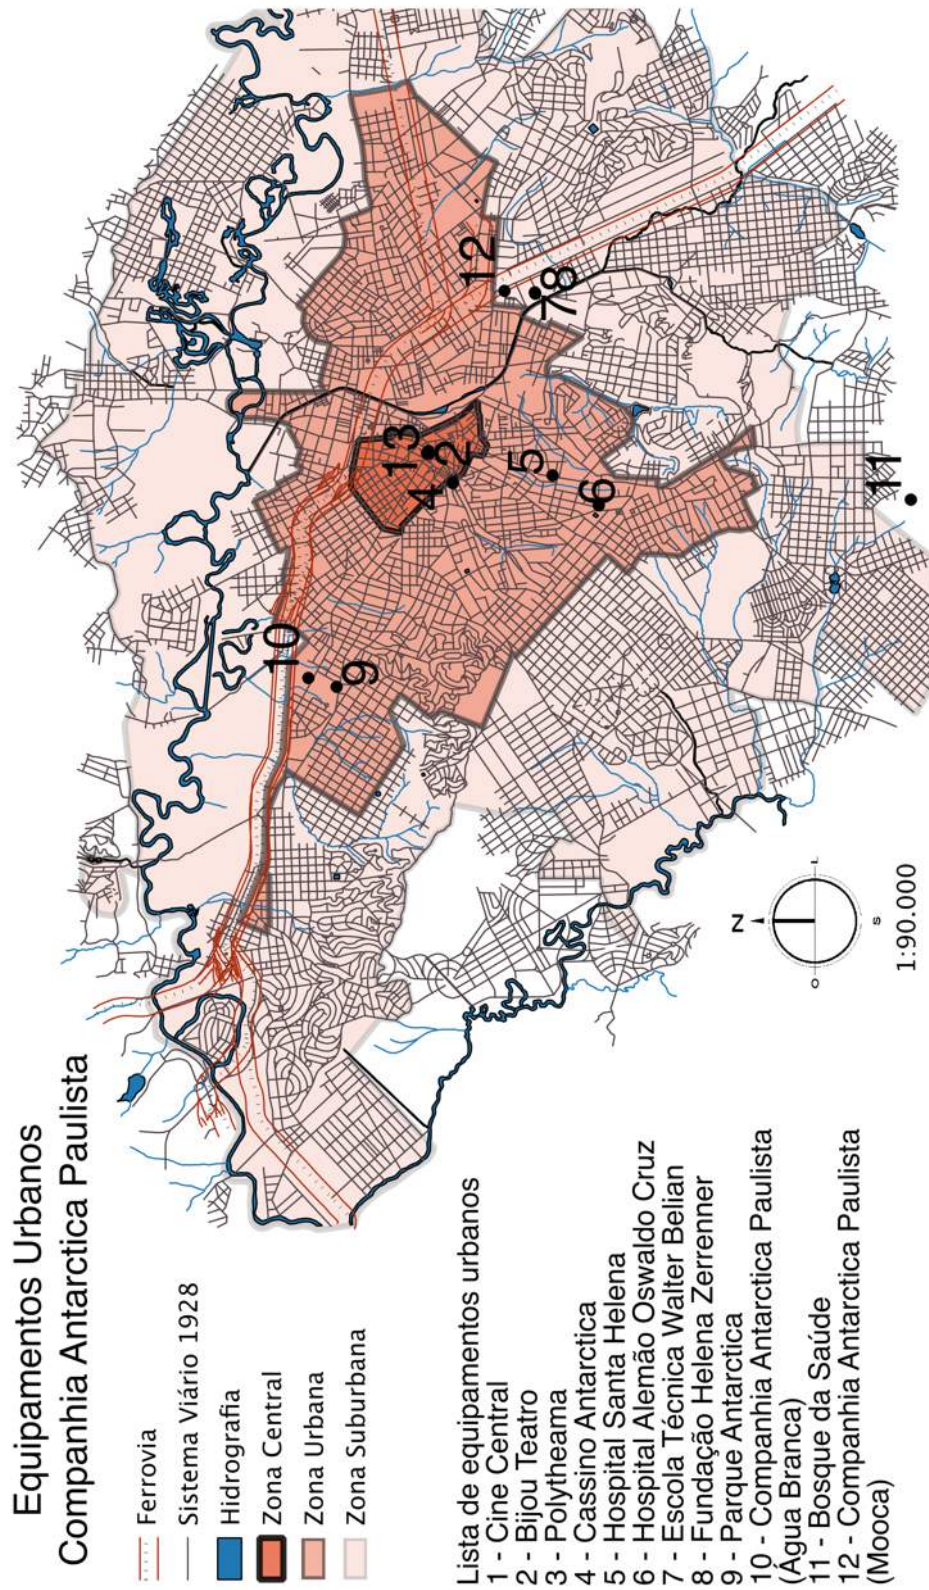 Equipamentos Urbanos
Companhia Antarctica Paulista
Ferrovia
Sistema Viário 1928
Hidrografia
Zona Central
Zona Urbana
Zona Suburbana
Lista de equipamentos urbanos
1 - Cine Central
2 - Bijou Teatro
3 - Polytheama
4 - Cassino Antarctica
5 - Hospital Santa Helena
6 - Hospital Alemão Oswaldo Cruz
7 - Escola Técnica Walter Belian
8 - Fundação Helena Zerrenner
9 - Parque Antarctica
10 - Companhia Antarctica Paulista
(Água Branca)
11 - Bosque da Saúde
12 - Companhia Antarctica Paulista
(Mooca)
10
9
4
13
2
5
6
12
78
11
N
O
L
S
1:90.000